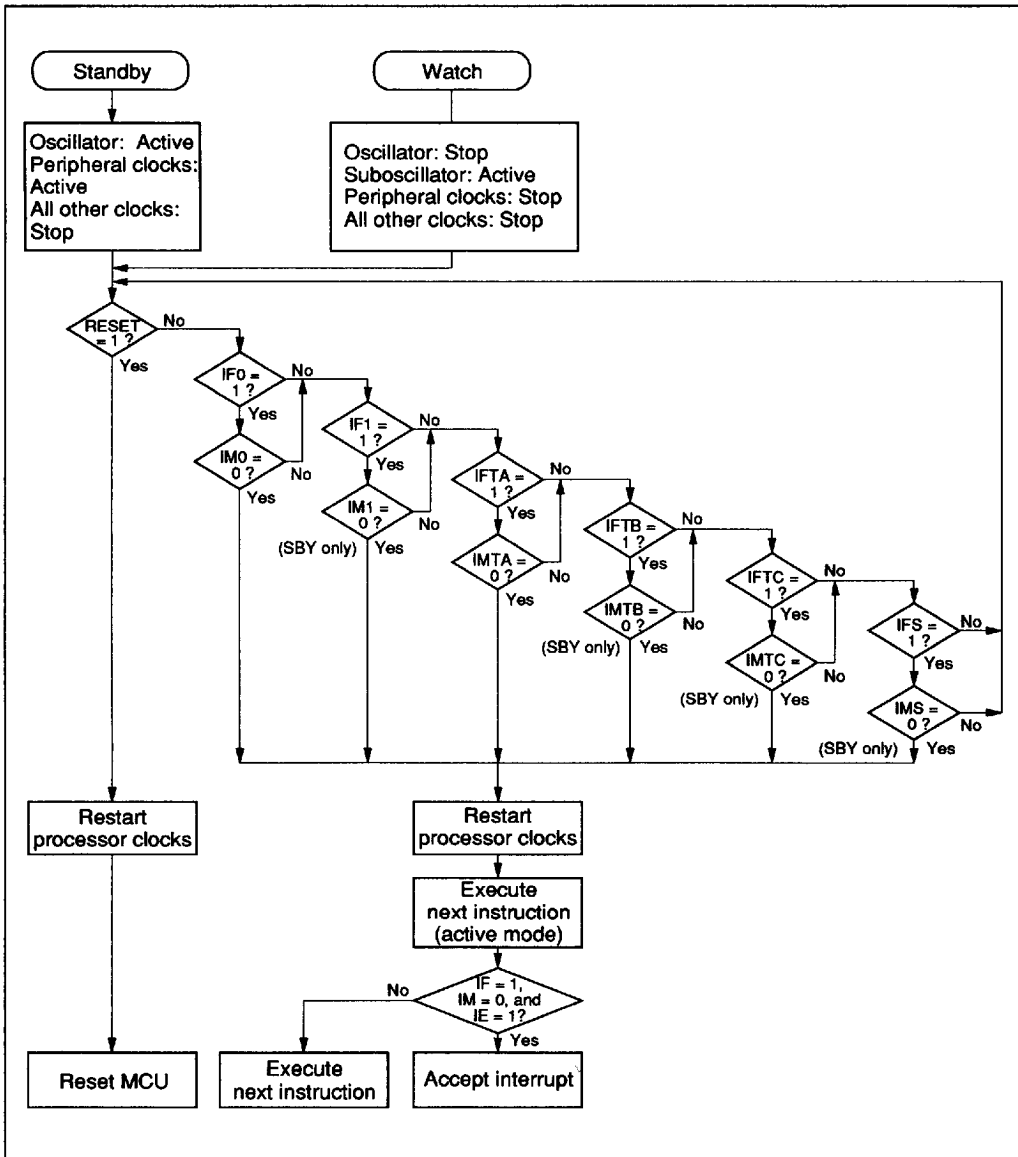 Standby
Watch
Oscillator: Active
Peripheral clocks:
Active
All other clocks:
Stop
Oscillator: Stop
Suboscillator: Active
Peripheral clocks: Stop
All other clocks: Stop
RESET
= 1 ?
No
Yes
IF0 =
1 ?
No
Yes
IM0 =
0 ?
No
Yes
IF1 =
1 ?
No
Yes
IM1 =
0 ?
No
(SBY only)
Yes
IFTA =
1 ?
No
Yes
IMTA =
0 ?
No
Yes
IFTB =
1 ?
No
Yes
IMTB =
0 ?
No
(SBY only)
Yes
IFTC =
1 ?
No
Yes
IMTC =
0 ?
No
(SBY only)
Yes
IFS =
1 ?
No
Yes
IMS =
0 ?
No
(SBY only)
Yes
Restart
processor clocks
Restart
processor clocks
Execute
next instruction
(active mode)
IF = 1,
IM = 0, and
IE = 1?
No
Yes
Reset MCU
Execute
next instruction
Accept interrupt